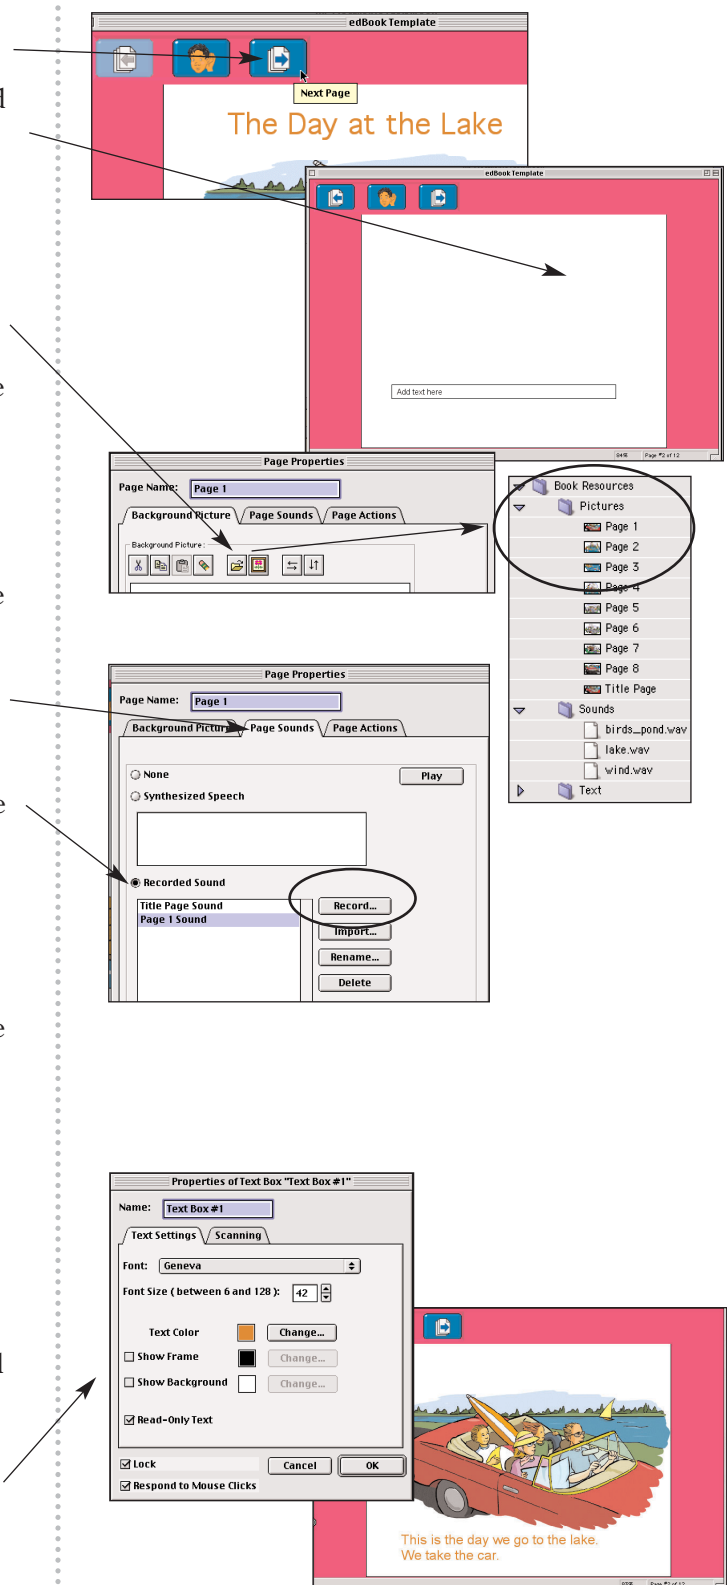 edBook Template
Next Page
The Day at the Lake
edBook Template
Add text here
84%
Page #2 of 12
Page Properties
Page Name: Page 1
Background Picture
Page Sounds
Page Actions
Background Picture:
Book Resources
Pictures
Page 1
Page 2
Page 3
Page 4
Page 5
Page 6
Page 7
Page 8
Title Page
Sounds
birds_pond.wav
lake.wav
wind.wav
Text
Page Properties
Page Name: Page 1
Background Picture
Page Sounds
Page Actions
None
Play
Synthesized Speech
Recorded Sound
Title Page Sound
Page 1 Sound
Record...
Import...
Rename...
Delete
Properties of Text Box "Text Box #1"
Name: Text Box #1
Text Settings
Scanning
Font: Geneva
Font Size ( between 6 and 128 ): 42
Text Color
Change...
Show Frame
Change...
Show Background
Change...
Read-Only Text
Lock
Cancel
OK
Respond to Mouse Clicks
This is the day we go to the lake.
We take the car.
Page #2 of 12